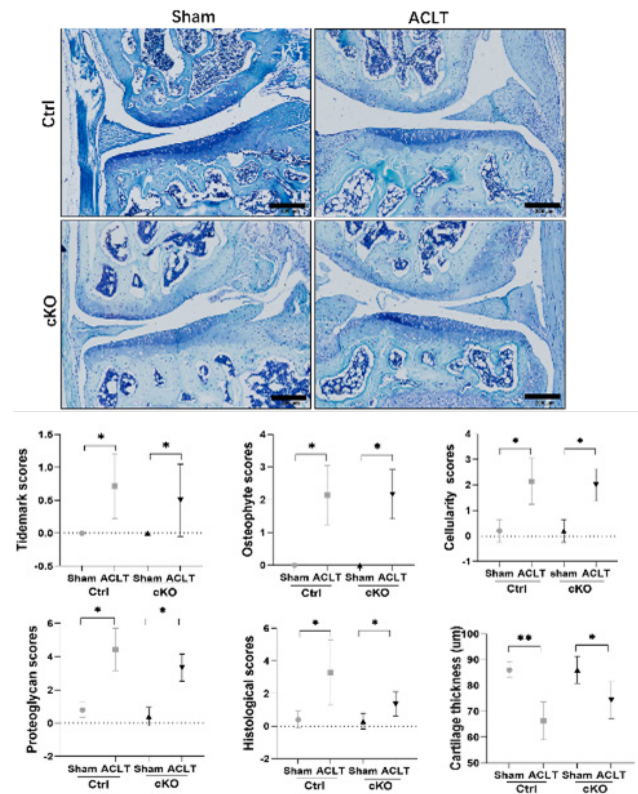 Sham ACLT
Ctrl
cKO
Tidemark scores
1.5
1.0
0.5
0.0
-0.5
* *
Sham ACLT Sham ACLT
Ctrl cKO
Osteophyte scores
6
4
2
0
* *
Sham ACLT Sham ACLT
Ctrl cKO
Cellularity scores
4
3
2
1
0
-1
* *
Sham ACLT sham ACLT
Ctrl cKO
Proteoglycan scores
6
4
2
0
-2
* *
Sham ACLT Sham ACLT
Ctrl cKO
Histological scores
6
4
2
0
-2
* *
Sham ACLT Sham ACLT
Ctrl cKO
Cartilage thickness (um)
100
90
80
70
60
50
** *
Sham ACLT Sham ACLT
Ctrl cKO